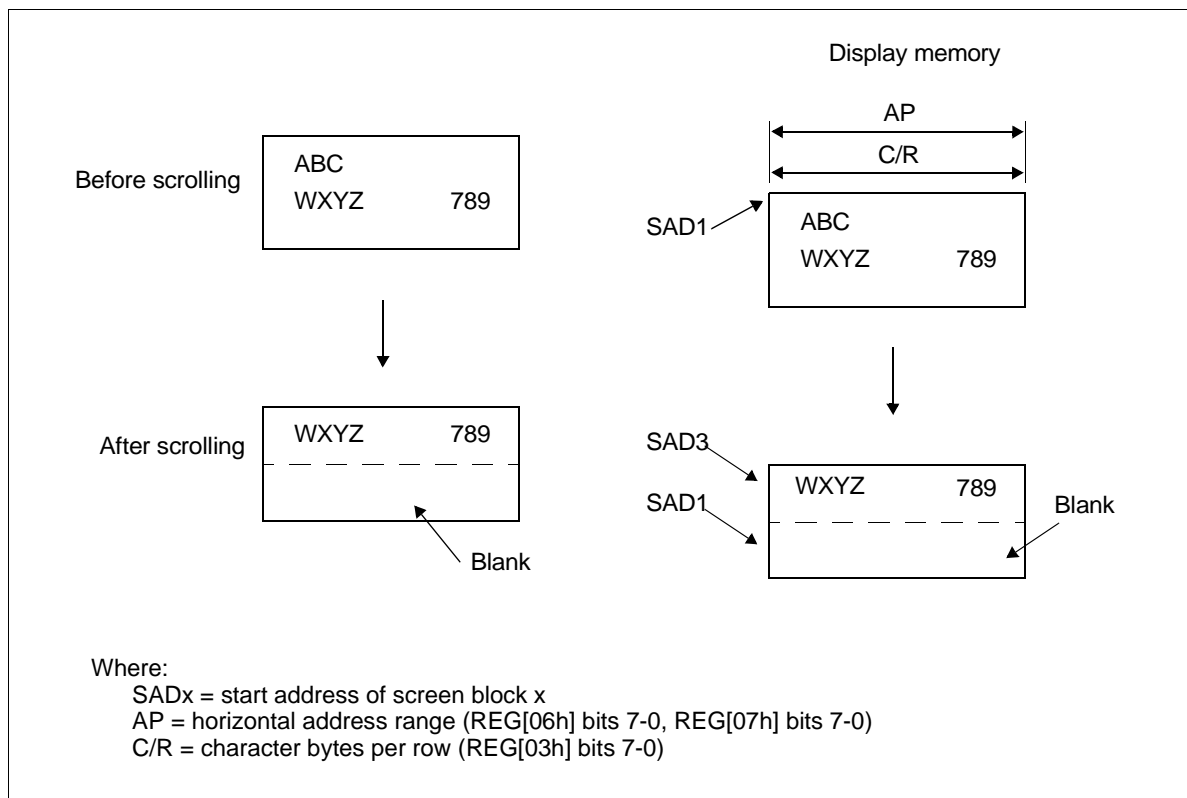 Display memory
AP
C/R
Before scrolling
ABC
WXYZ 789
SAD1
ABC
WXYZ 789
After scrolling
WXYZ 789
Blank
SAD3
SAD1
WXYZ 789
Blank
Where:
SADx = start address of screen block x
AP = horizontal address range (REG[06h] bits 7-0, REG[07h] bits 7-0)
C/R = character bytes per row (REG[03h] bits 7-0)